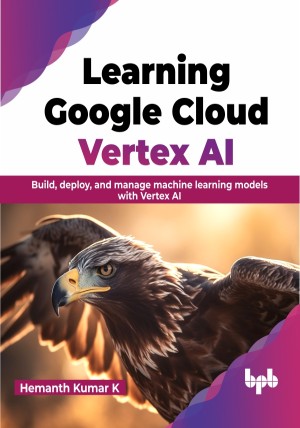 Learning
Google Cloud
Vertex AI
Build, deploy, and manage machine learning models
with Vertex AI
Hemanth Kumar K
bpb